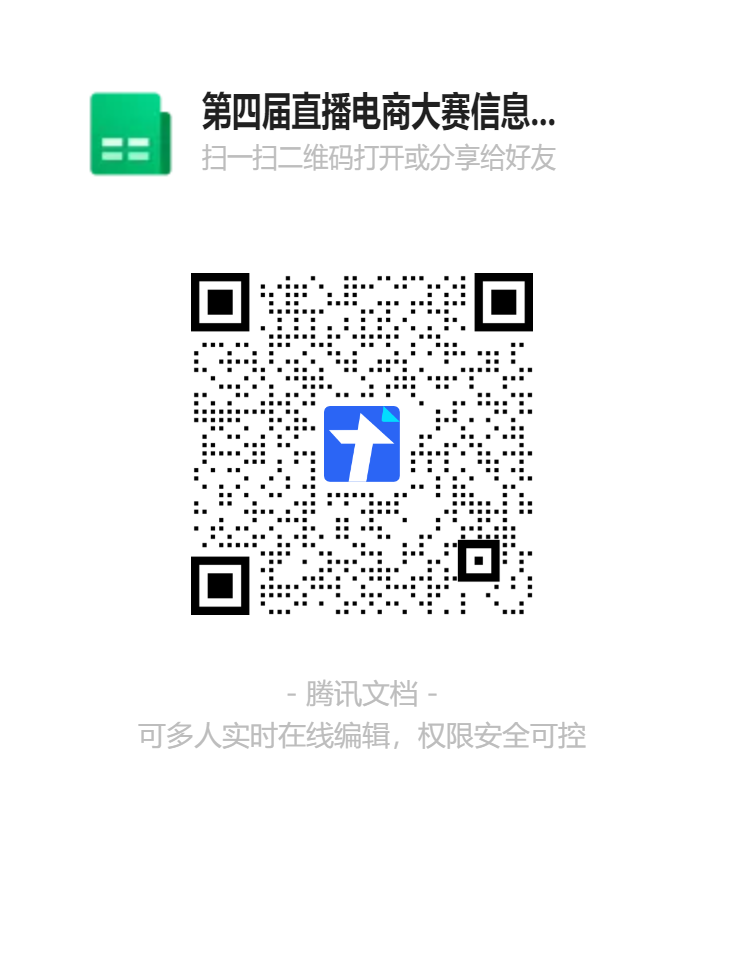 第四届直播电商大赛信息...
扫一扫二维码打开或分享给好友
- 腾讯文档 -
可多人实时在线编辑，权限安全可控